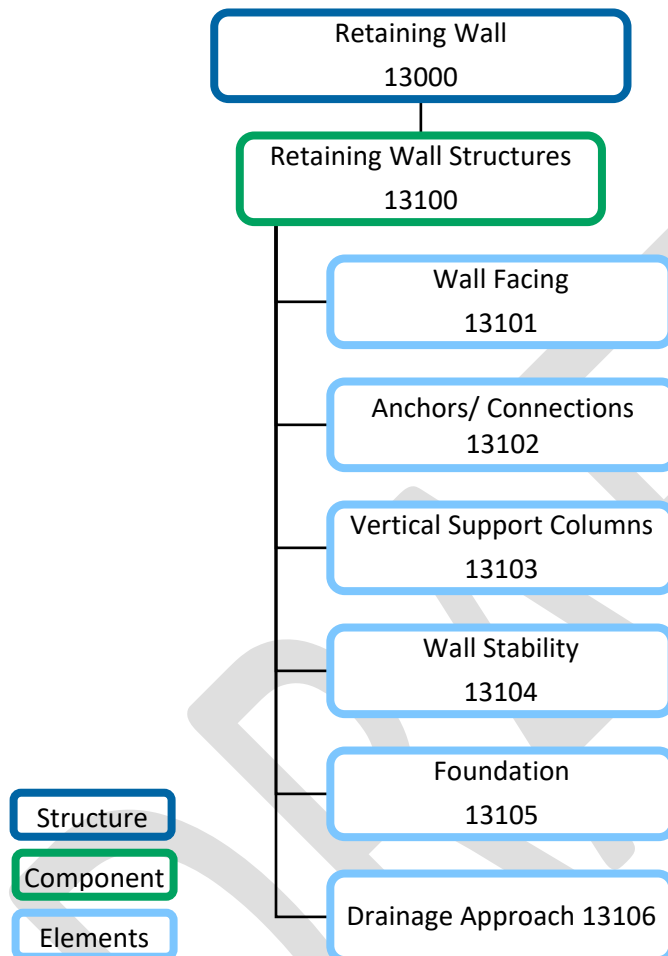 Retaining Wall
13000
Retaining Wall Structures
13100
Wall Facing
13101
Anchors/ Connections
13102
Vertical Support Columns
13103
Wall Stability
13104
Foundation
13105
Drainage Approach 13106
Structure
Component
Elements